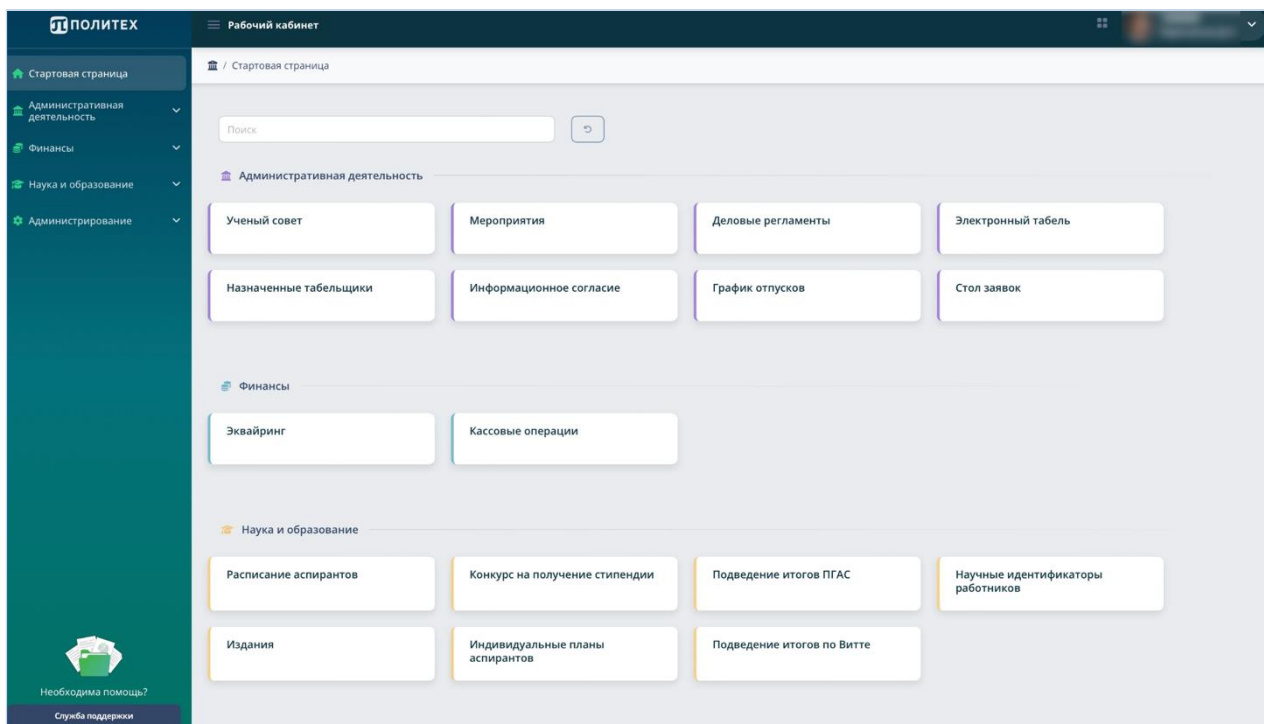 ПОЛИТЕХ
Рабочий кабинет
Стартовая страница
Административная
деятельность
Финансы
Наука и образование
Администрирование
Необходима помощь?
Служба поддержки
/ Стартовая страница
Поиск
Административная деятельность
Ученый совет
Мероприятия
Деловые регламенты
Электронный табель
Назначенные табельщики
Информационное согласие
График отпусков
Стол заявок
Финансы
Эквайринг
Кассовые операции
Наука и образование
Расписание аспирантов
Конкурс на получение стипендии
Подведение итогов ПГАС
Научные идентификаторы
работников
Издания
Индивидуальные планы
аспирантов
Подведение итогов по Витте